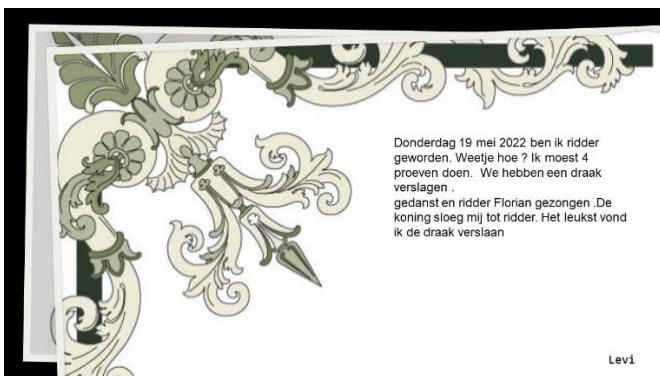 Donderdag 19 mei 2022 ben ik ridder
geworden. Weetje hoe ? Ik moest 4
proeven doen.  We hebben een draak
verslagen .
gedanst en ridder Florian gezongen .De
koning sloeg mij tot ridder. Het leukst vond
ik de draak verslaan
Levi